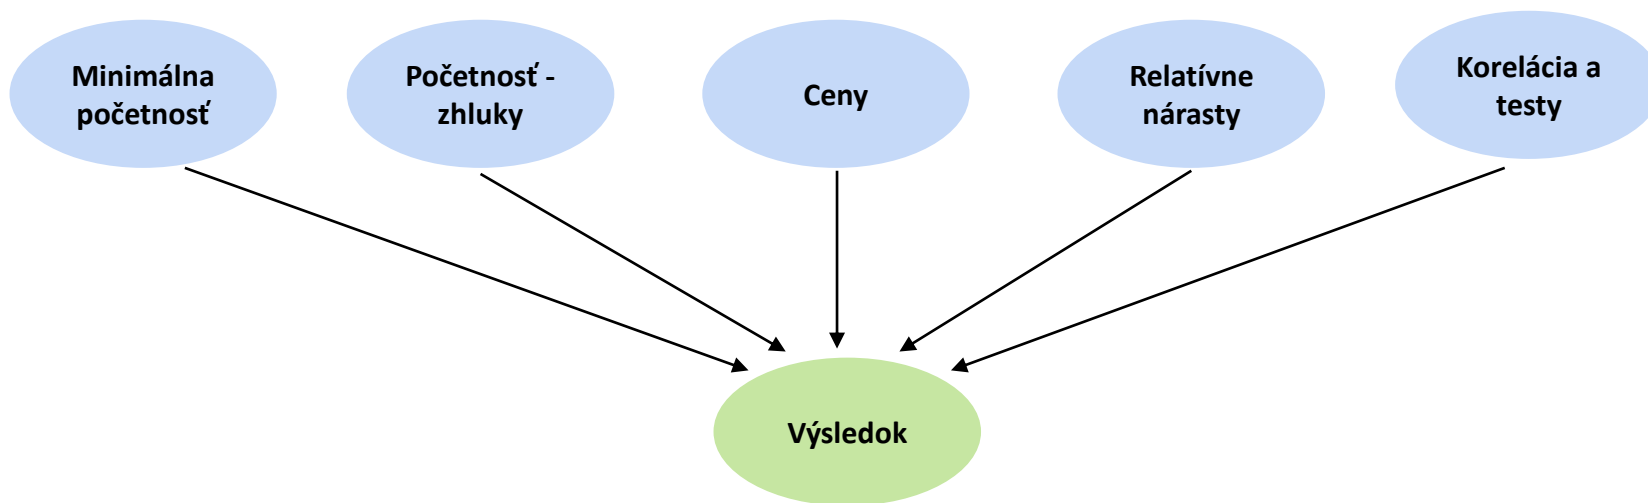 Minimálna
početnosť
Početnosť -
zhluky
Ceny
Relatívne
nárasty
Korelácia a
testy
Výsledok